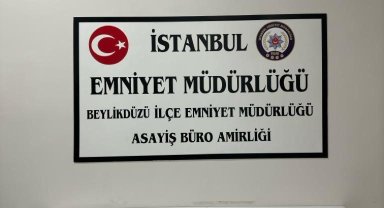 İSTANBUL
EMNİYET MÜDÜRLÜĞÜ
BEYLİKDÜZÜ İLÇE EMNİYET MÜDÜRLÜĞÜ
ASAYİŞ BÜRO AMİRLİĞİ